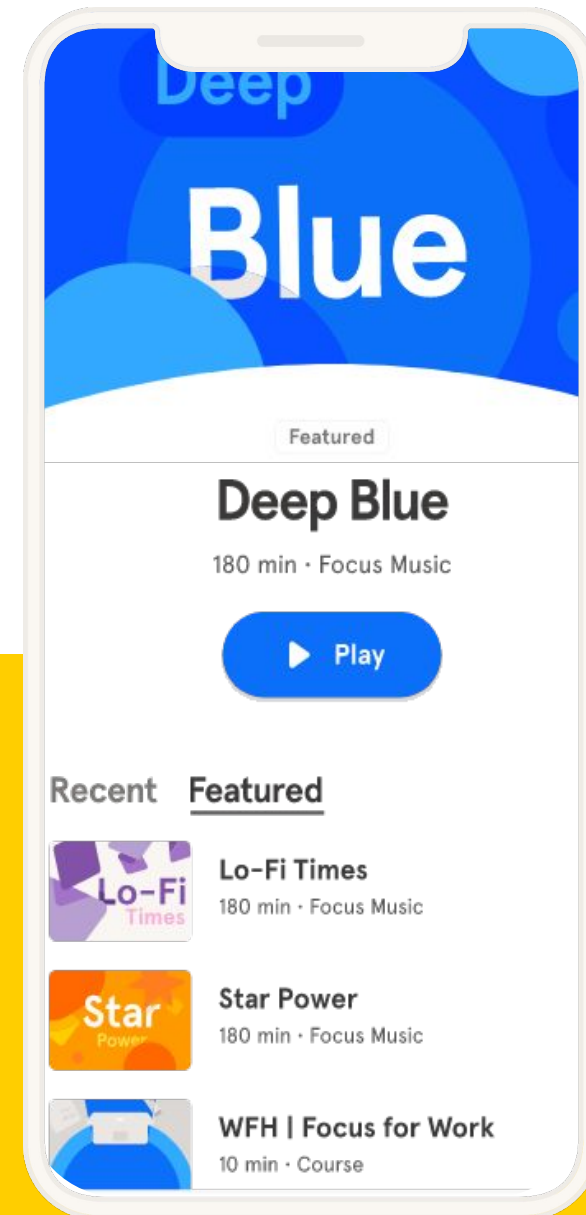 Deep
Blue
Featured
Deep Blue
180 min · Focus Music
Play
Recent Featured
Lo-Fi
Times
Lo-Fi Times
180 min · Focus Music
Star
Power
Star Power
180 min · Focus Music
WFH | Focus for Work
10 min · Course